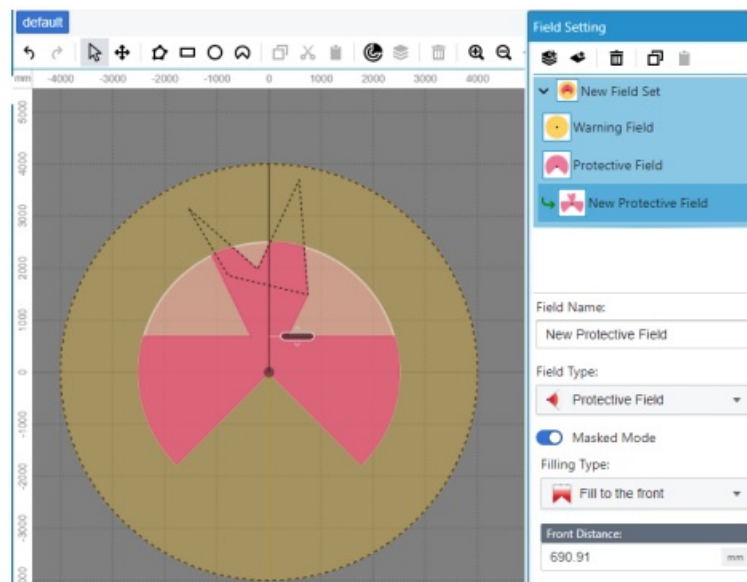 default
mm -4000 -3000 -2000 -1000 0 1000 2000 3000 4000
5000
4000
3000
2000
1000
0
-1000
-2000
-3000
Field Setting
New Field Set
Warning Field
Protective Field
New Protective Field
Field Name:
New Protective Field
Field Type:
Protective Field
Masked Mode
Filling Type:
Fill to the front
Front Distance:
690.91 mm